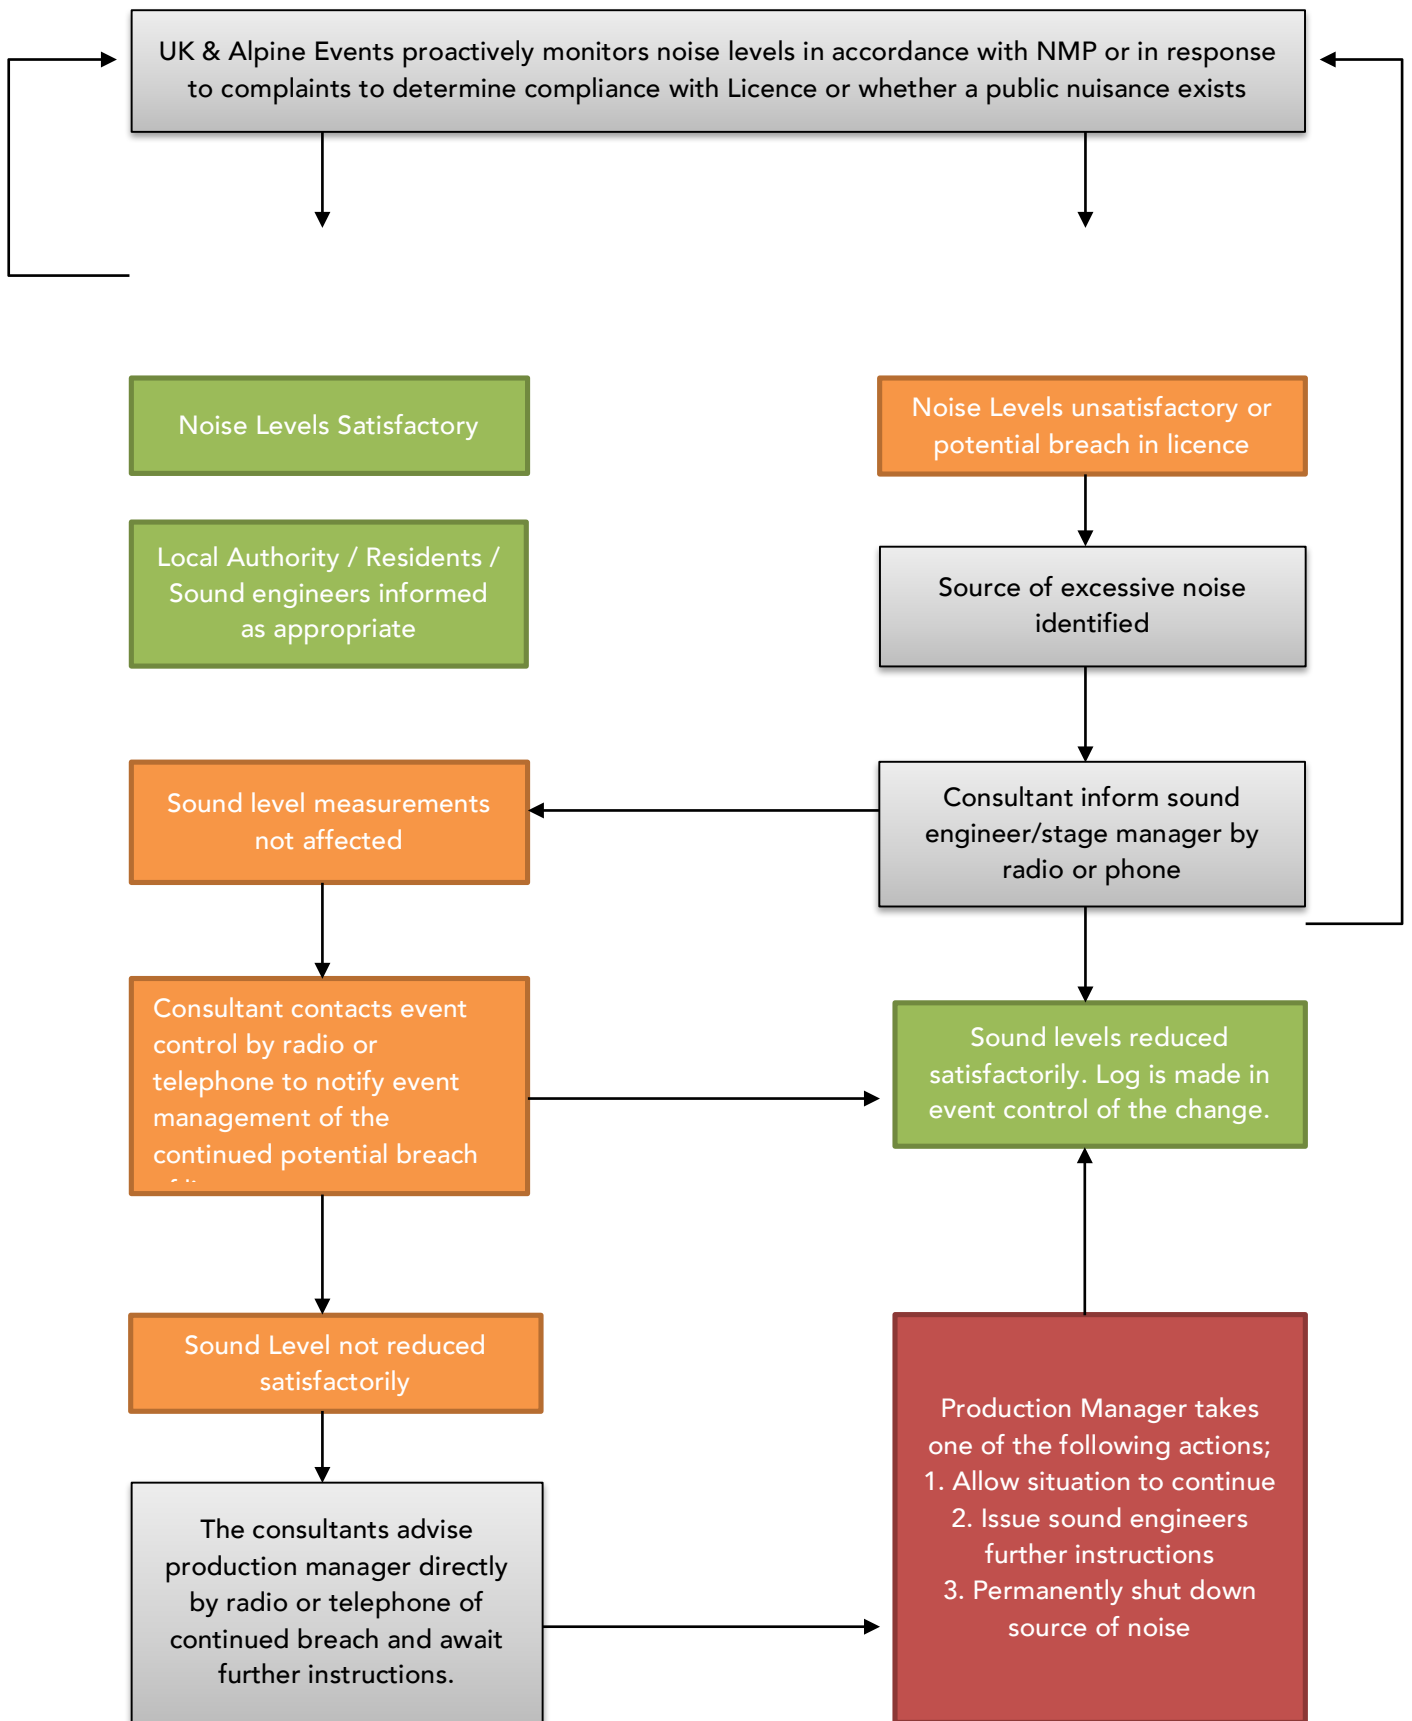 UK & Alpine Events proactively monitors noise levels in accordance with NMP or in response
to complaints to determine compliance with Licence or whether a public nuisance exists
Noise Levels Satisfactory
Noise Levels unsatisfactory or
potential breach in licence
Local Authority / Residents /
Sound engineers informed
as appropriate
Source of excessive noise
identified
Sound level measurements
not affected
Consultant inform sound
engineer/stage manager by
radio or phone
Consultant contacts event
control by radio or
telephone to notify event
management of the
continued potential breach
Sound levels reduced
satisfactorily. Log is made in
event control of the change.
Sound Level not reduced
satisfactorily
The consultants advise
production manager directly
by radio or telephone of
continued breach and await
further instructions.
Production Manager takes
one of the following actions;
1. Allow situation to continue
2. Issue sound engineers
further instructions
3. Permanently shut down
source of noise